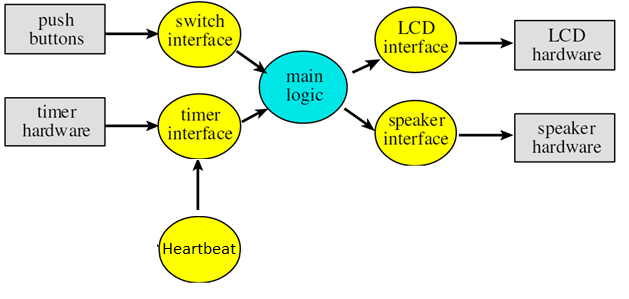 push
buttons
switch
interface
LCD
interface
LCD
hardware
main
logic
timer
hardware
timer
interface
speaker
interface
speaker
hardware
Heartbeat